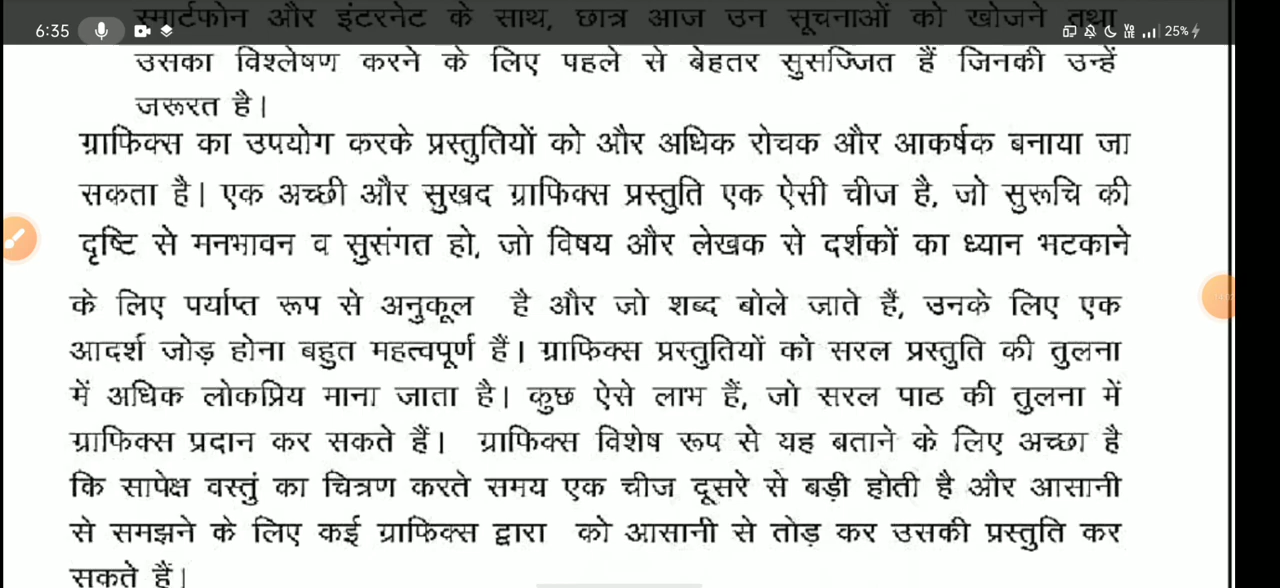 6:35
25%
स्मार्टफोन और इंटरनेट के साथ, छात्र आज उन सूचनाओं को खोजने तथा
उसका विश्लेषण करने के लिए पहले से बेहतर सुसज्जित हैं जिनकी उन्हें
जरूरत है।
ग्राफिक्स का उपयोग करके प्रस्तुतियों को और अधिक रोचक और आकर्षक बनाया जा
सकता है। एक अच्छी और सुखद ग्राफिक्स प्रस्तुति एक ऐसी चीज है, जो सुरूचि की
दृष्टि से मनभावन व सुसंगत हो, जो विषय और लेखक से दर्शकों का ध्यान भटकाने
के लिए पर्याप्त रूप से अनुकूल है और जो शब्द बोले जाते हैं, उनके लिए एक
आदर्श जोड़ होना बहुत महत्वपूर्ण हैं। ग्राफिक्स प्रस्तुतियों को सरल प्रस्तुति की तुलना
में अधिक लोकप्रिय माना जाता है। कुछ ऐसे लाभ हैं, जो सरल पाठ की तुलना में
ग्राफिक्स प्रदान कर सकते हैं। ग्राफिक्स विशेष रूप से यह बताने के लिए अच्छा है
कि सापेक्ष वस्तुं का चित्रण करते समय एक चीज दूसरे से बड़ी होती है और आसानी
से समझने के लिए कई ग्राफिक्स द्वारा को आसानी से तोड़ कर उसकी प्रस्तुति कर
सकते हैं।